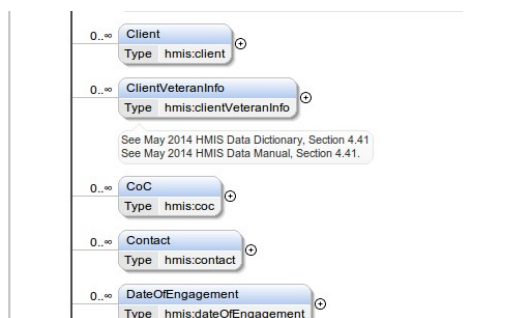 0..∞ Client
Type hmis:client
0..∞ ClientVeteranInfo
Type hmis:clientVeteranInfo
See May 2014 HMIS Data Dictionary, Section 4.41
See May 2014 HMIS Data Manual, Section 4.41.
0..∞ CoC
Type hmis:coc
0..∞ Contact
Type hmis:contact
0..∞ DateOfEngagement
Type hmis:dateOfEngagement